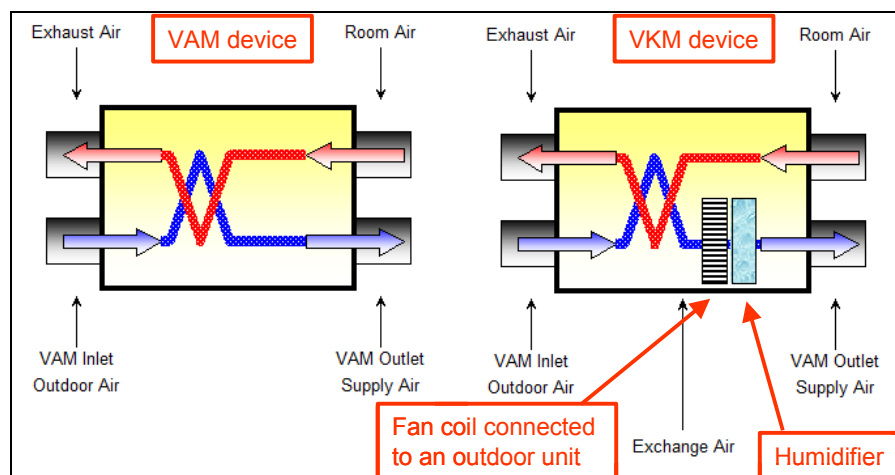 Exhaust Air
VAM device
Room Air
VAM Inlet
Outdoor Air
VAM Outlet
Supply Air
Exhaust Air
VKM device
Room Air
VAM Inlet
Outdoor Air
VAM Outlet
Supply Air
Fan coil connected
to an outdoor unit
Exchange Air
Humidifier